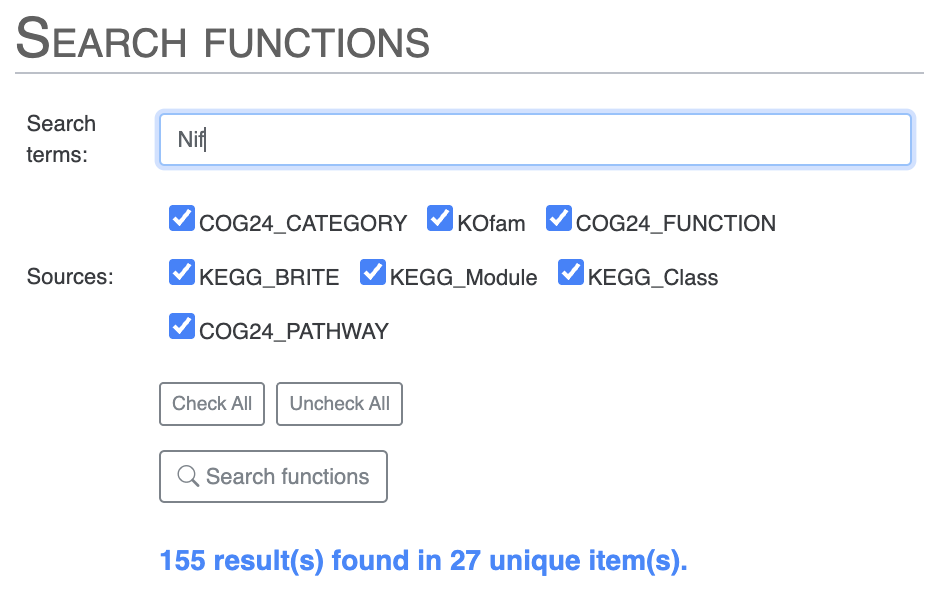 SEARCH FUNCTIONS
Search
terms:
Nif
COG24_CATEGORY KOfam COG24_FUNCTION
Sources:
KEGG_BRITE KEGG_Module KEGG_Class
COG24_PATHWAY
Check All Uncheck All
Search functions
155 result(s) found in 27 unique item(s).